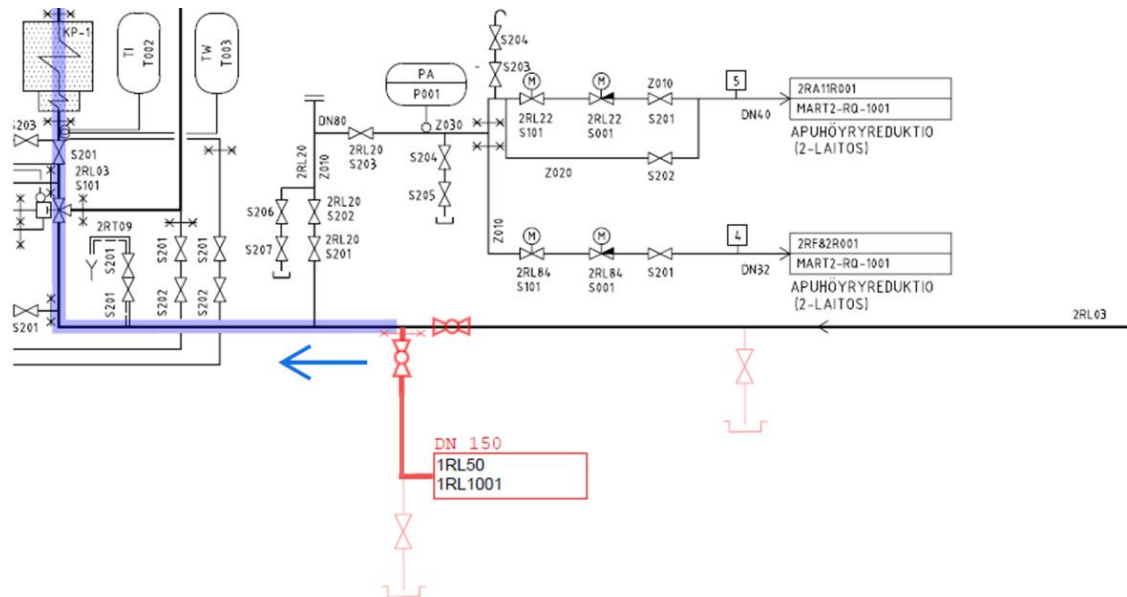 KP-1
TI
T002
TW
T003
S203
S201
2RL03
S101
2RT09
S201
S201
S201
S202
S201
S202
S201
DN80
2RL20
Z010
S206
S207
2RL20
S203
2RL20
S202
2RL20
S201
PA
P001
Z030
S204
S205
S204
S203
M
2RL22
S101
M
2RL22
S001
Z010
S201
5
DN40
2RA11R001
MART2-RQ-1001
APUHÖYRYREDUKTIO
(2-LAITOS)
Z020
S202
Z010
M
2RL84
S101
M
2RL84
S001
S201
4
DN32
2RF82R001
MART2-RQ-1001
APUHÖYRYREDUKTIO
(2-LAITOS)
2RL03
DN 150
1RL50
1RL1001